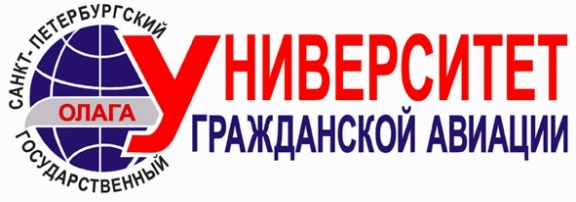 САНКТ-ПЕТЕРБУРГСКИЙ
ГОСУДАРСТВЕННЫЙ
ОЛАГА
УНИВЕРСИТЕТ
ГРАЖДАНСКОЙ АВИАЦИИ